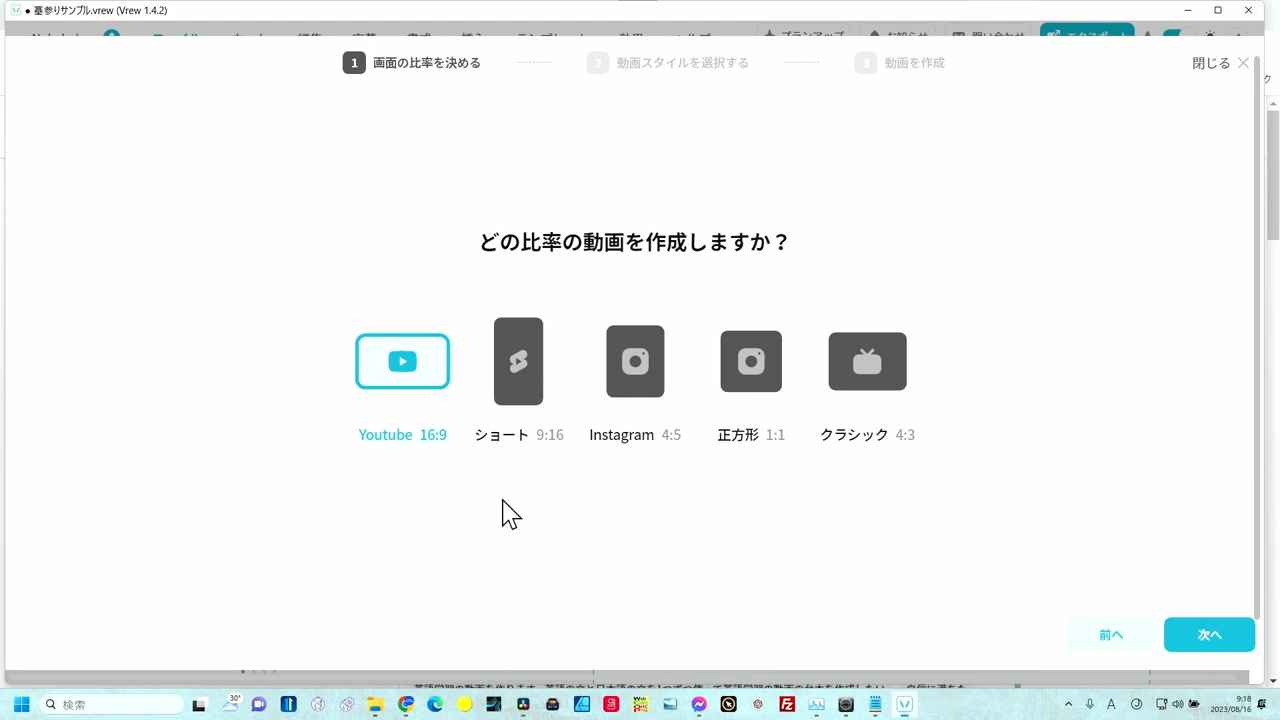 ● 墓参りサンプル.vrew (Vrew 1.4.2)
1 画面の比率を決める
2 動画スタイルを選択する
3 動画を作成
閉じる
どの比率の動画を作成しますか？
Youtube 16:9
ショート 9:16
Instagram 4:5
正方形 1:1
クラシック 4:3
前へ
次へ
検索
30°
A
9:18
2023/08/16